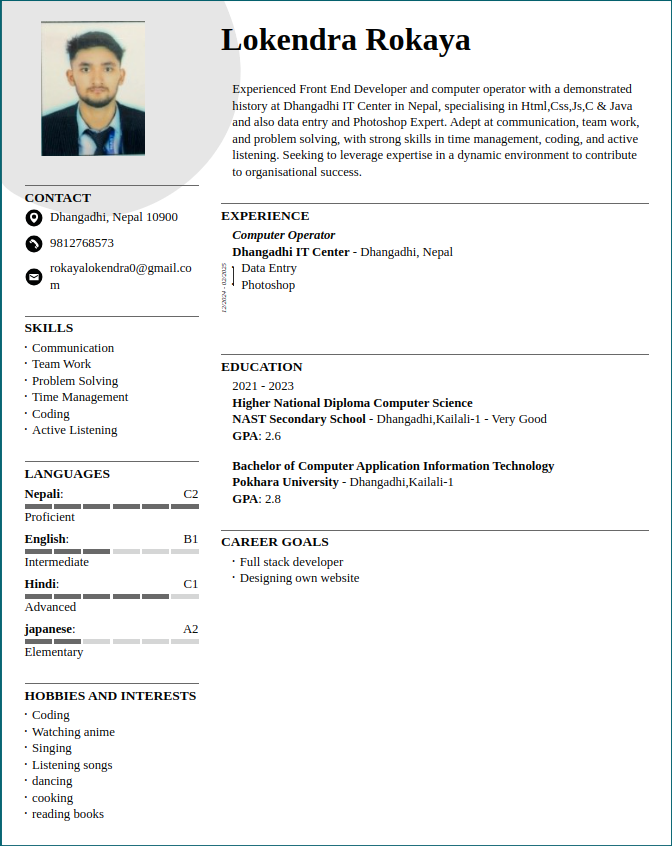 Lokendra Rokaya
Experienced Front End Developer and computer operator with a demonstrated
history at Dhangadhi IT Center in Nepal, specialising in Html,Css,Js,C & Java
and also data entry and Photoshop Expert. Adept at communication, team work,
and problem solving, with strong skills in time management, coding, and active
listening. Seeking to leverage expertise in a dynamic environment to contribute
to organisational success.
CONTACT
Dhangadhi, Nepal 10900
9812768573
rokayalokendra0@gmail.co
m
SKILLS
· Communication
· Team Work
· Problem Solving
· Time Management
· Coding
· Active Listening
LANGUAGES
Nepali: C2
Proficient
English: B1
Intermediate
Hindi: C1
Advanced
japanese: A2
Elementary
HOBBIES AND INTERESTS
· Coding
· Watching anime
· Singing
· Listening songs
· dancing
· cooking
· reading books
EXPERIENCE
Computer Operator
Dhangadhi IT Center - Dhangadhi, Nepal
12/2024 - 02/2025
Data Entry
Photoshop
EDUCATION
2021 - 2023
Higher National Diploma Computer Science
NAST Secondary School - Dhangadhi,Kailali-1 - Very Good
GPA: 2.6
Bachelor of Computer Application Information Technology
Pokhara University - Dhangadhi,Kailali-1
GPA: 2.8
CAREER GOALS
· Full stack developer
· Designing own website